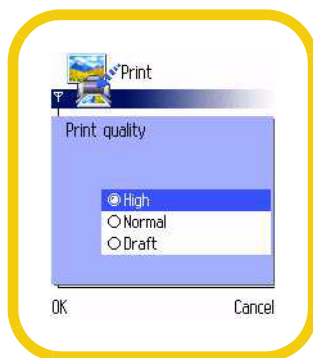 Print
Print quality
High
Normal
Draft
OK Cancel